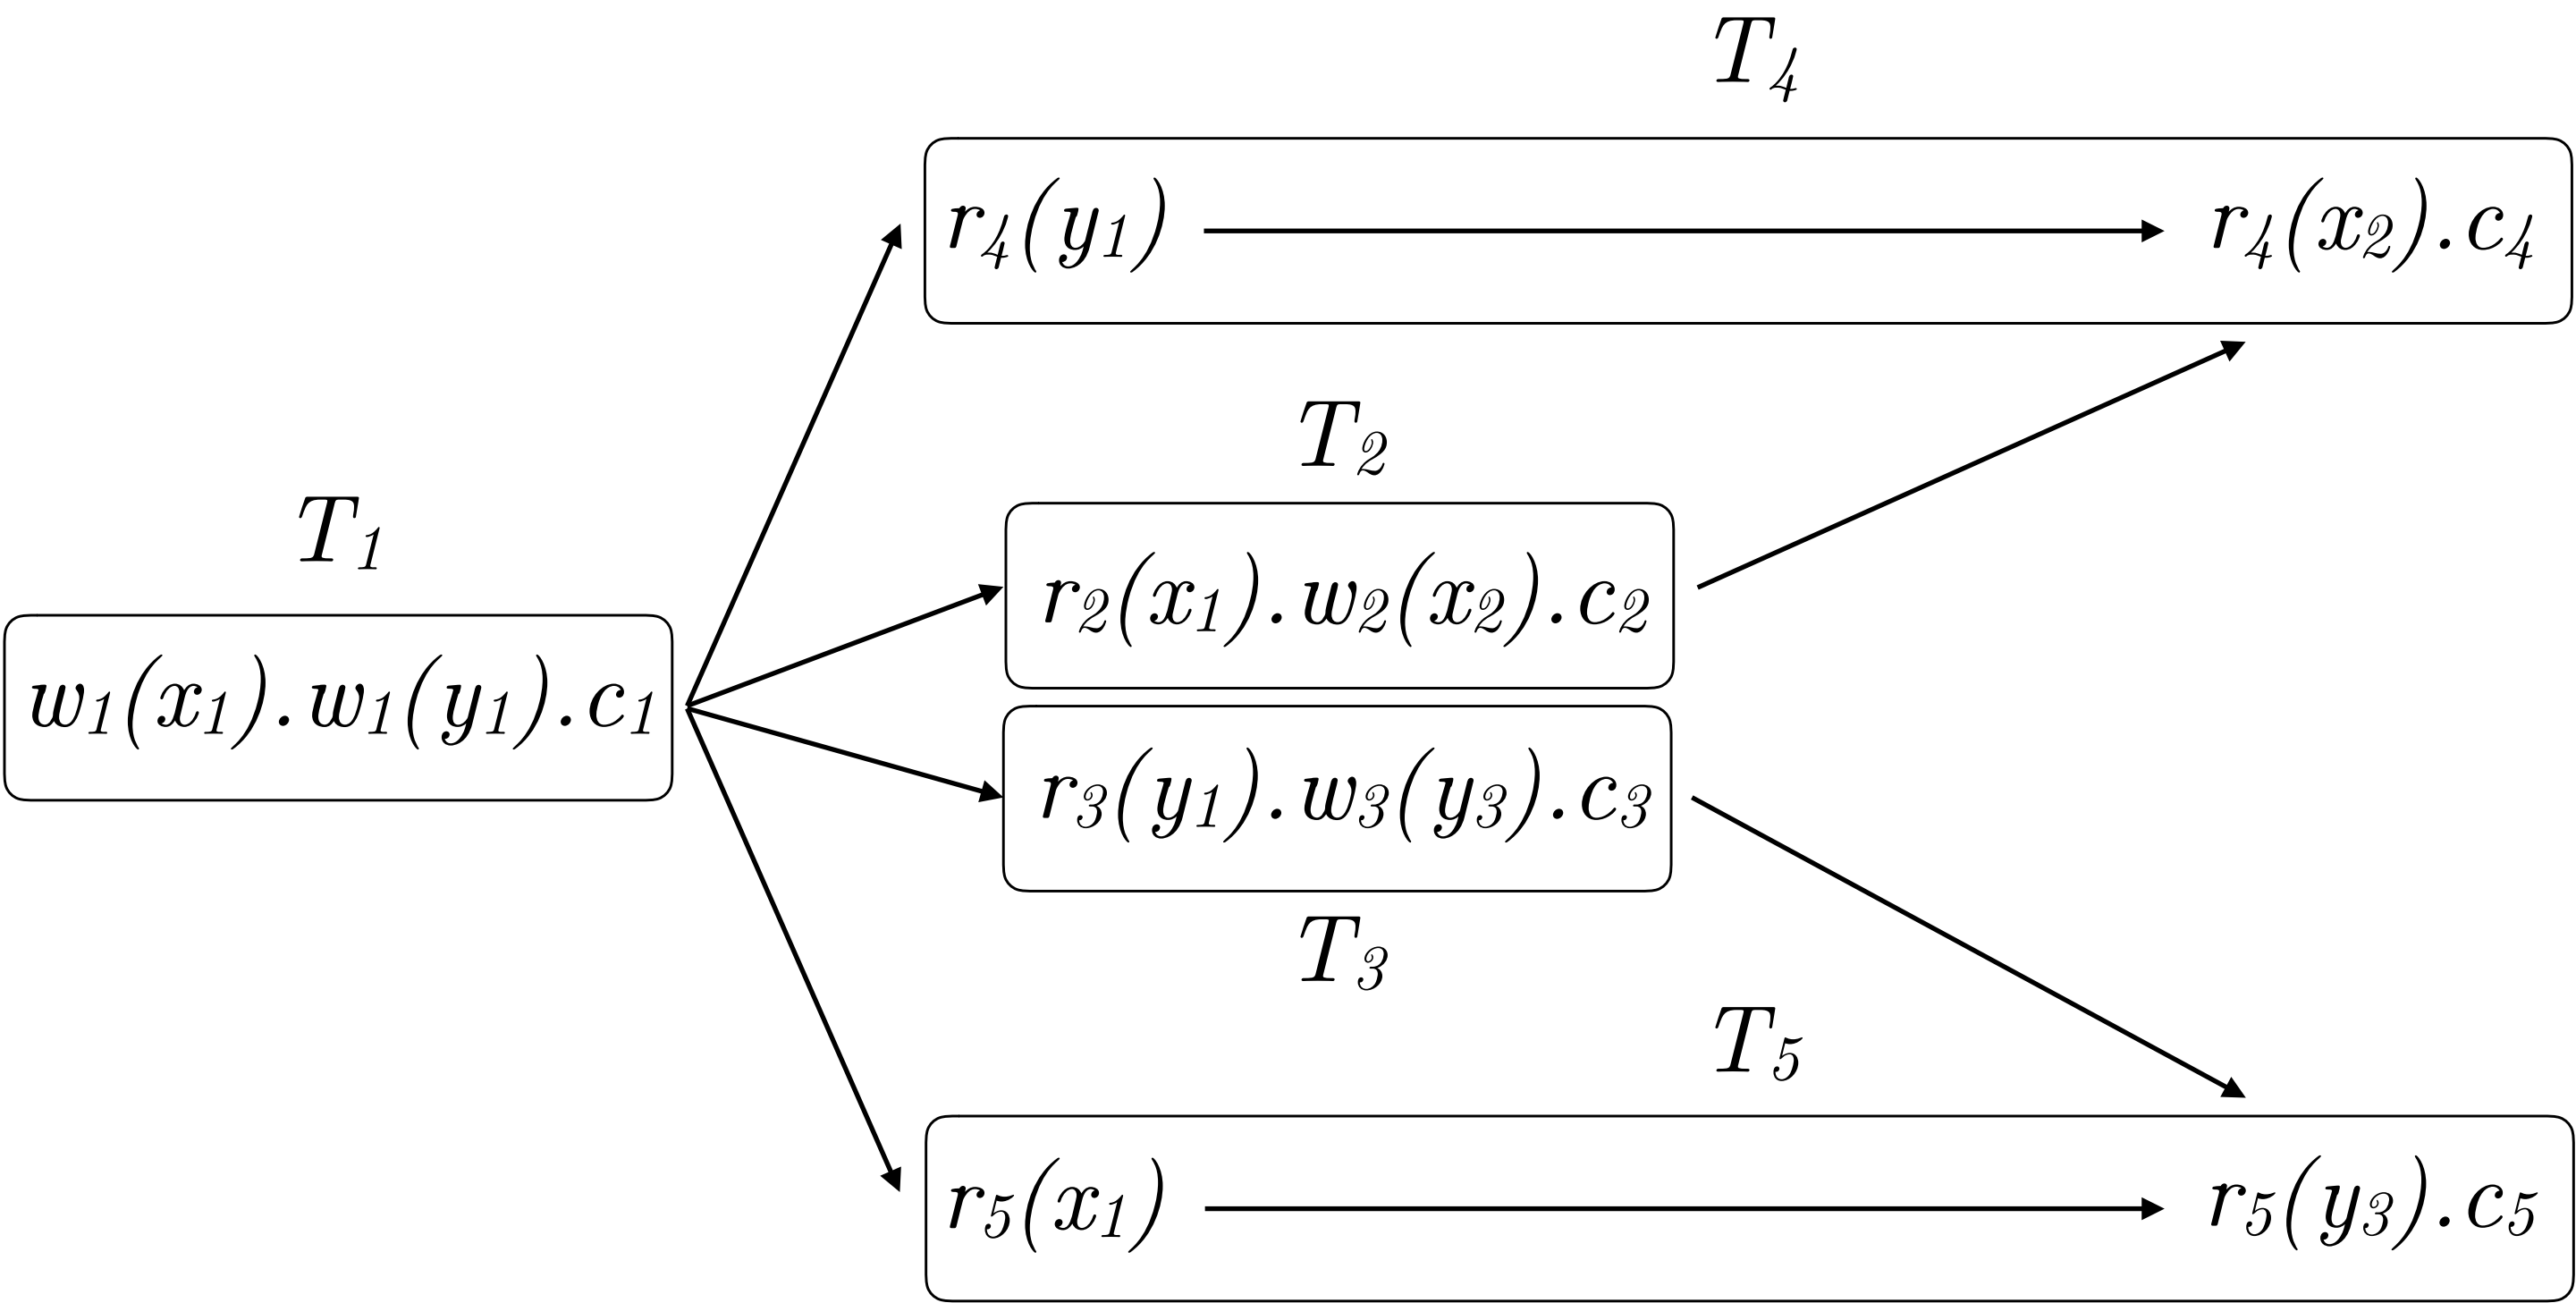 T₄
r₄(y₁) r₄(x₂).c₄
T₂
T₁
r₂(x₁).w₂(x₂).c₂
w₁(x₁).w₁(y₁).c₁
r₃(y₁).w₃(y₃).c₃
T₃
T₅
r₅(x₁) r₅(y₃).c₅